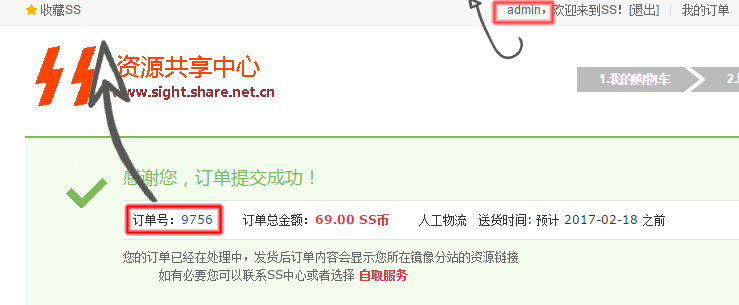 收藏SS admin，欢迎来到SS! [退出] 我的订单
资源共享中心
www.sight.share.net.cn
1.我的购物车 2.
感谢您，订单提交成功！
订单号：9756 订单总金额：69.00 SS币 人工物流 送货时间: 预计 2017-02-18 之前
您的订单已经在处理中，发货后订单内容会显示您所在镜像分站的资源链接
如有必要您可以联系SS中心或者选择 自取服务